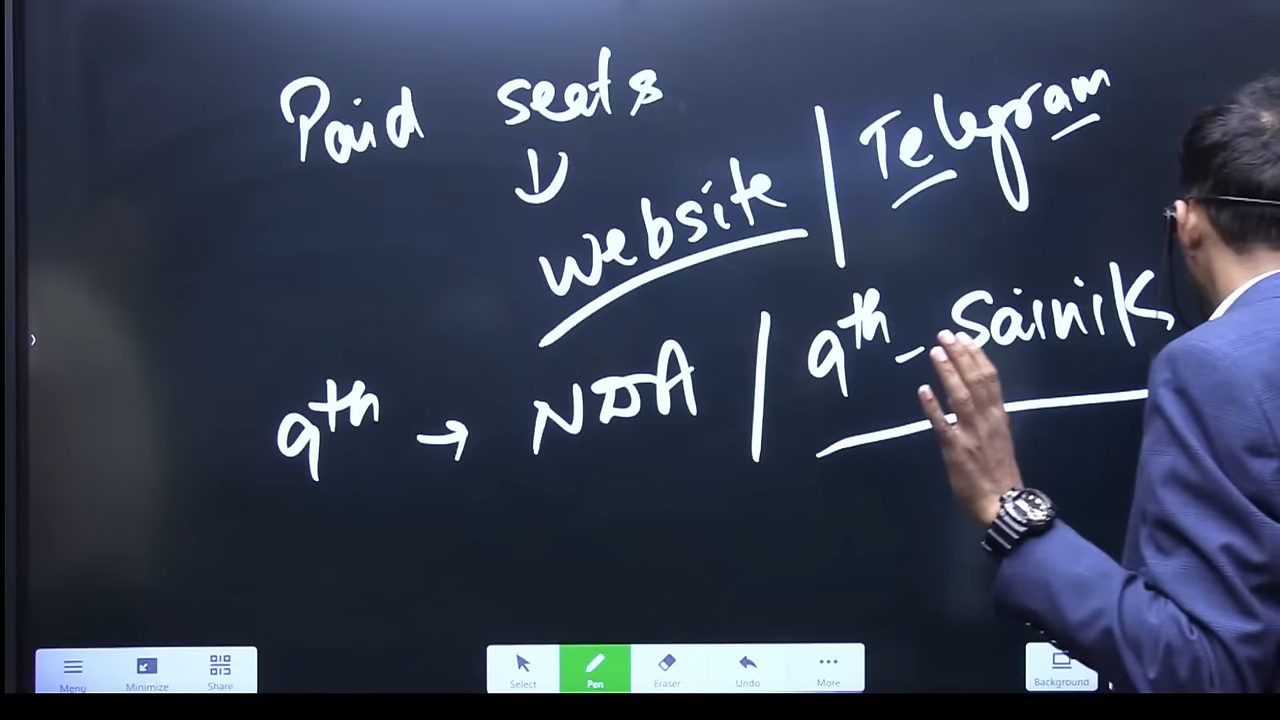 Paid seats
↓
website / Telegram
9th → NDA / 9th - Sainik
Menu Minimize Share Select Pen Eraser Undo More Background